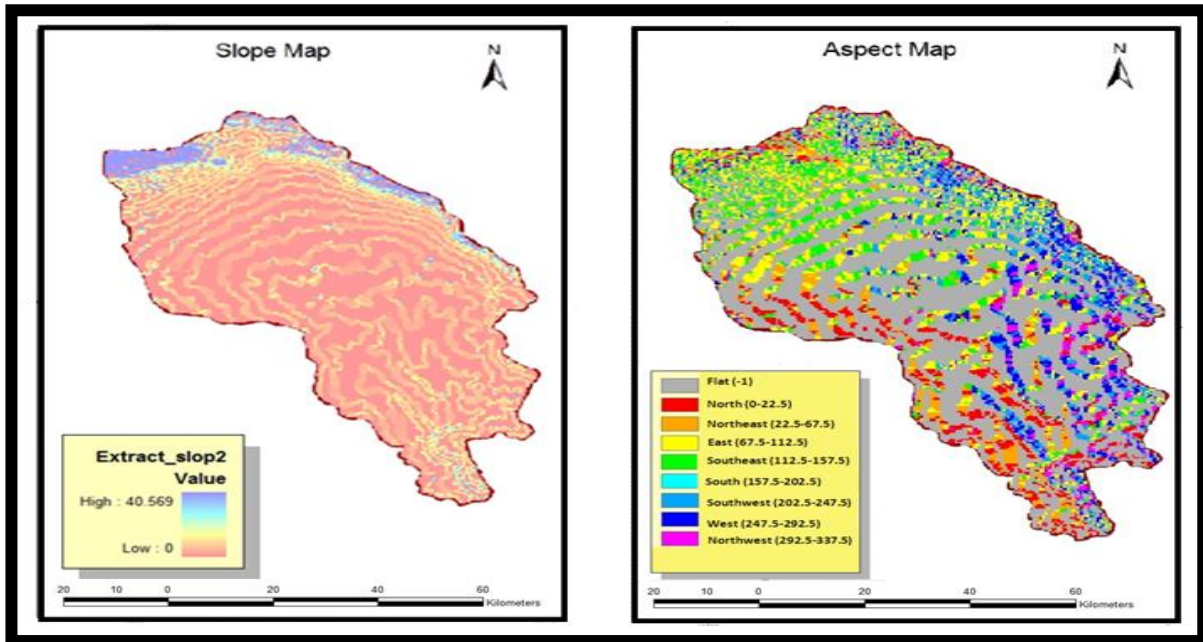 Slope Map
N
Extract_slop2
Value
High : 40.569
Low : 0
20 10 0 20 40 60
Kilometers
Aspect Map
N
Flat (-1)
North (0-22.5)
Northeast (22.5-67.5)
East (67.5-112.5)
Southeast (112.5-157.5)
South (157.5-202.5)
Southwest (202.5-247.5)
West (247.5-292.5)
Northwest (292.5-337.5)
20 10 0 20 40 60
Kilometers